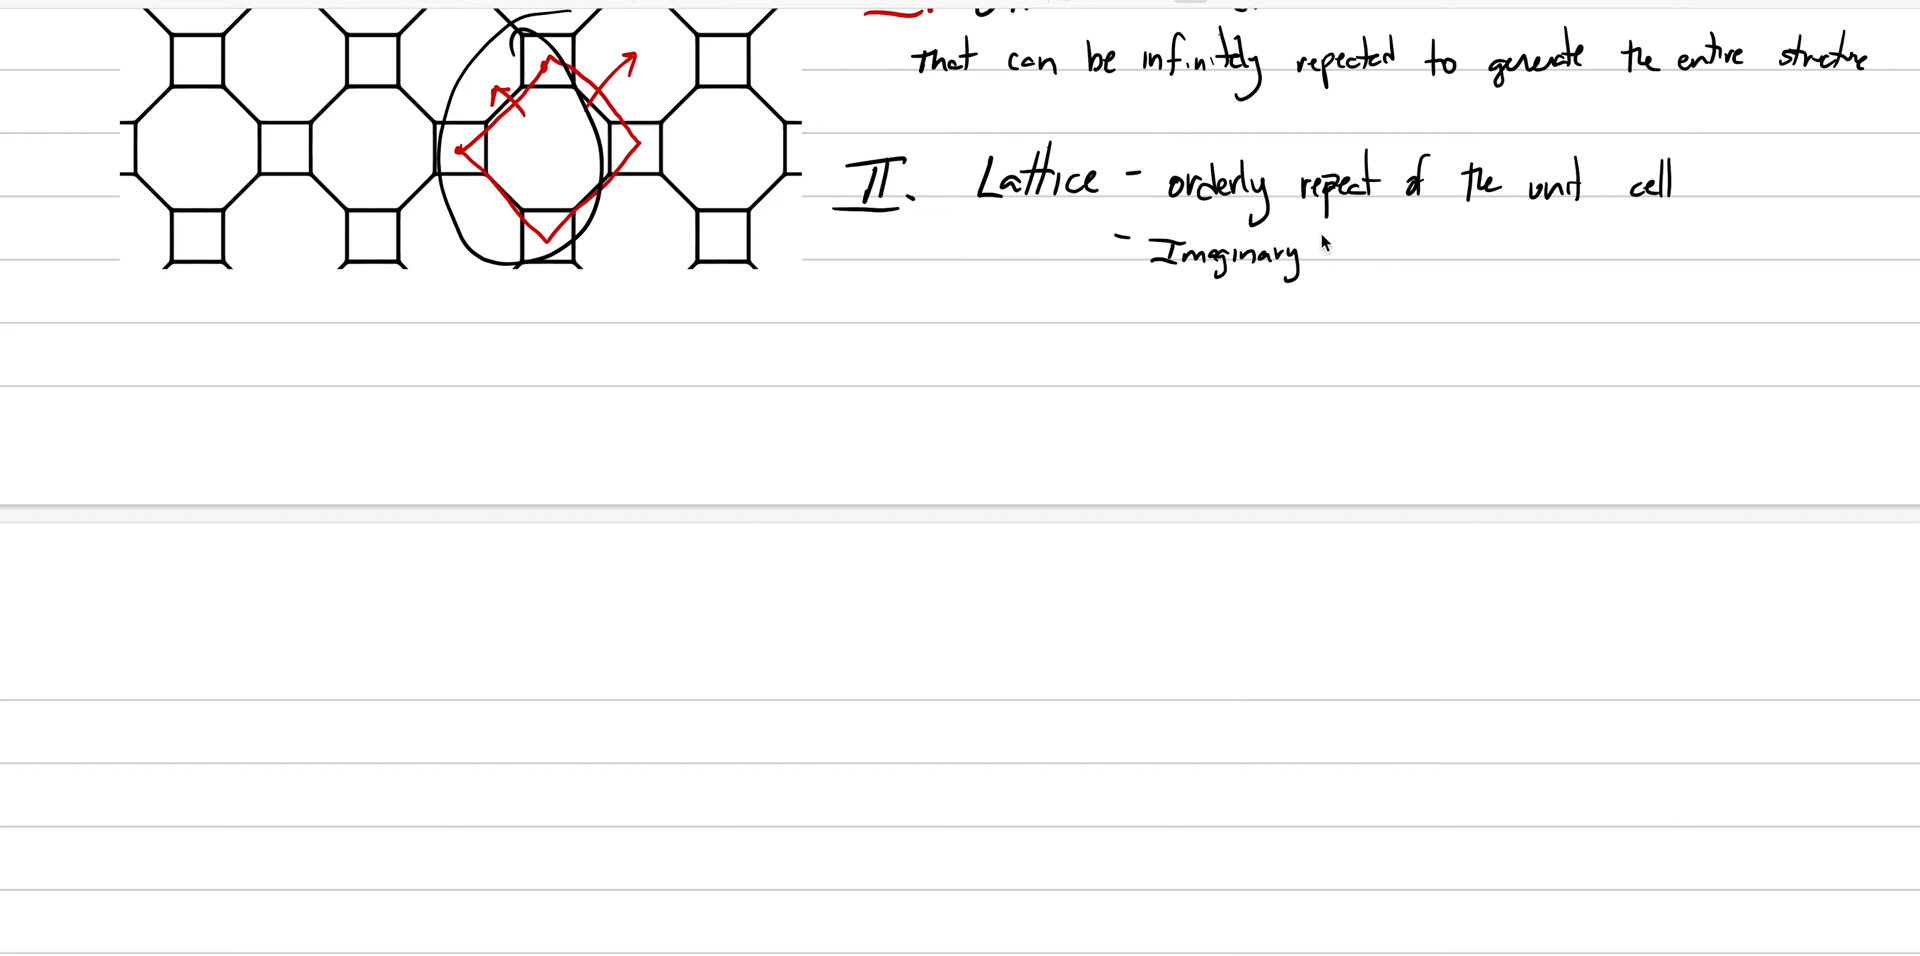 that can be infinitely repeated to generate the entire structure
II. Lattice - orderly repeat of the unit cell
- Imaginary